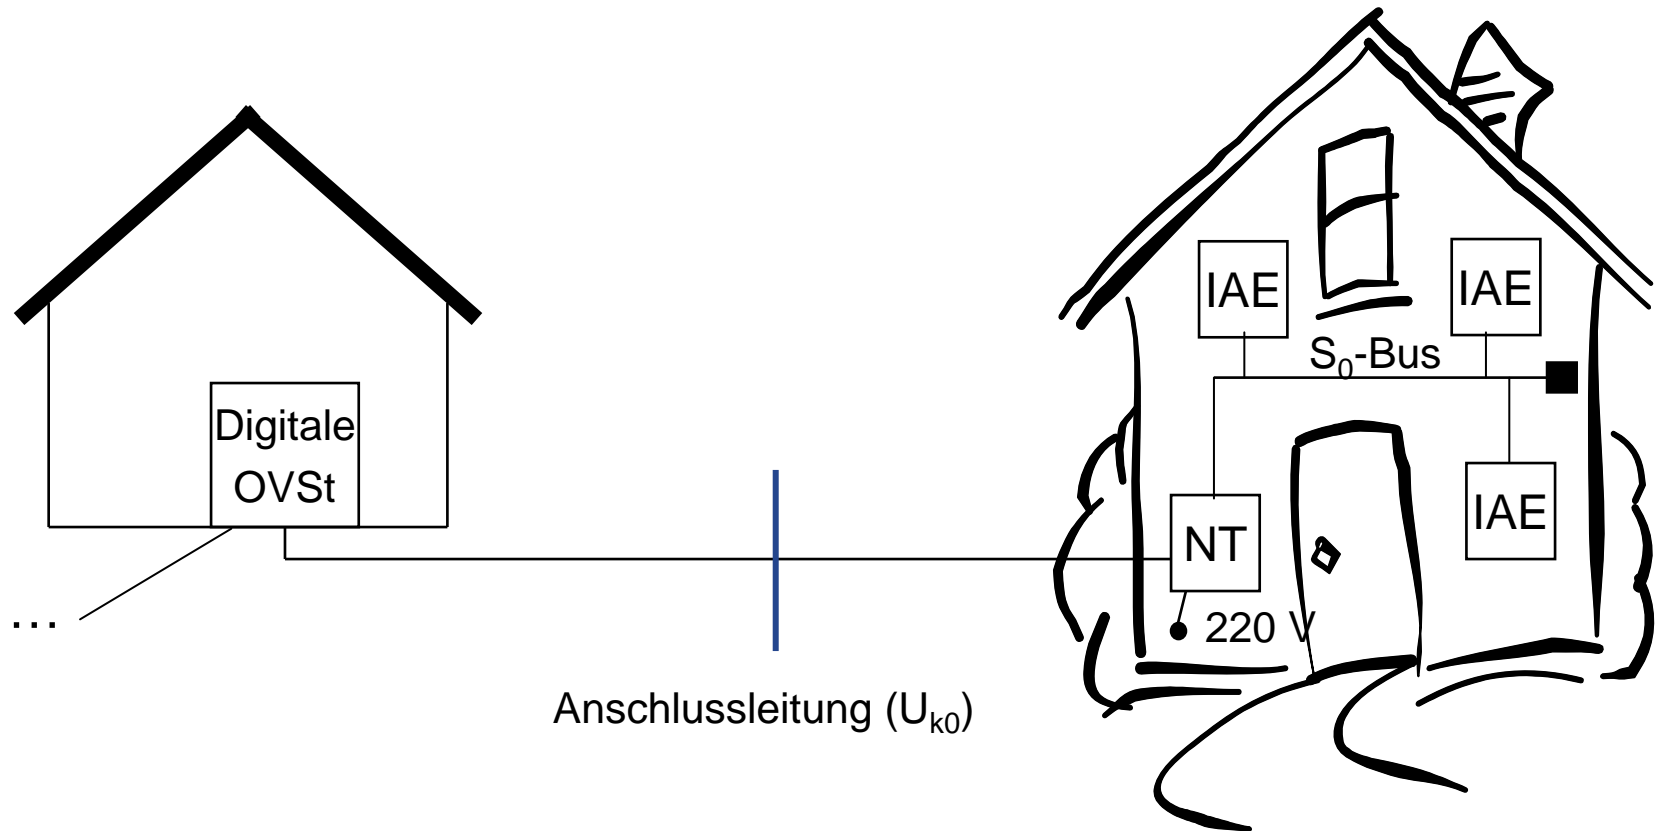 IAE
IAE
S0-Bus
Digitale
OVSt
IAE
NT
...
220 V
Anschlussleitung (Uk0)